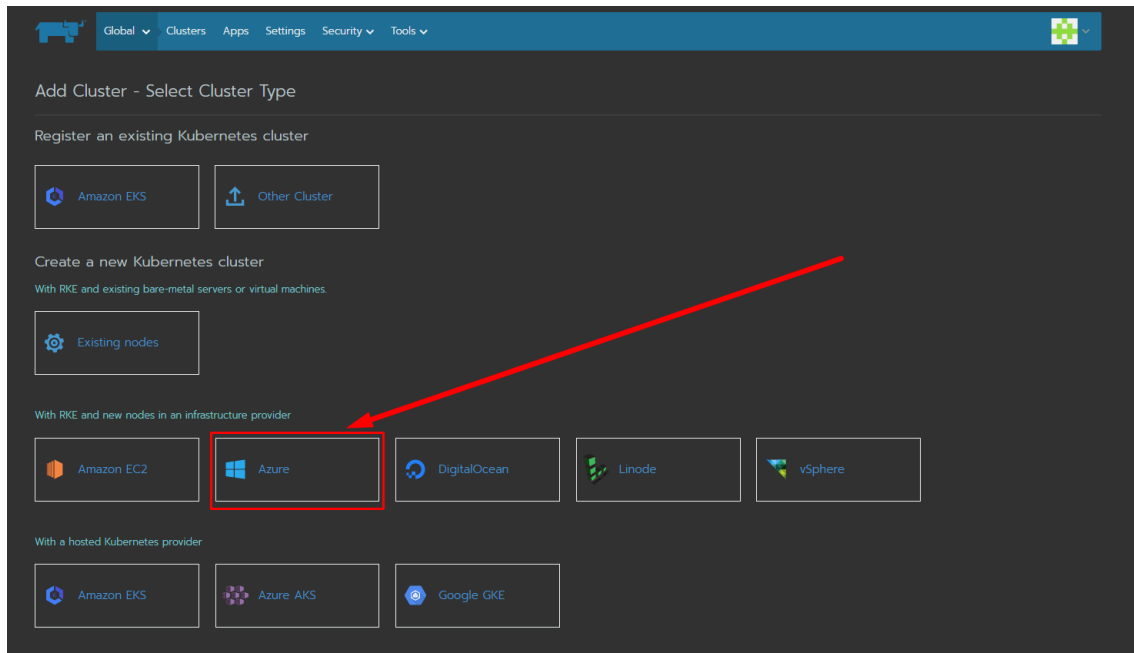 Global Clusters Apps Settings Security Tools
Add Cluster - Select Cluster Type
Register an existing Kubernetes cluster
Amazon EKS Other Cluster
Create a new Kubernetes cluster
With RKE and existing bare-metal servers or virtual machines.
Existing nodes
With RKE and new nodes in an infrastructure provider
Amazon EC2 Azure DigitalOcean Linode vSphere
With a hosted Kubernetes provider
Amazon EKS Azure AKS Google GKE